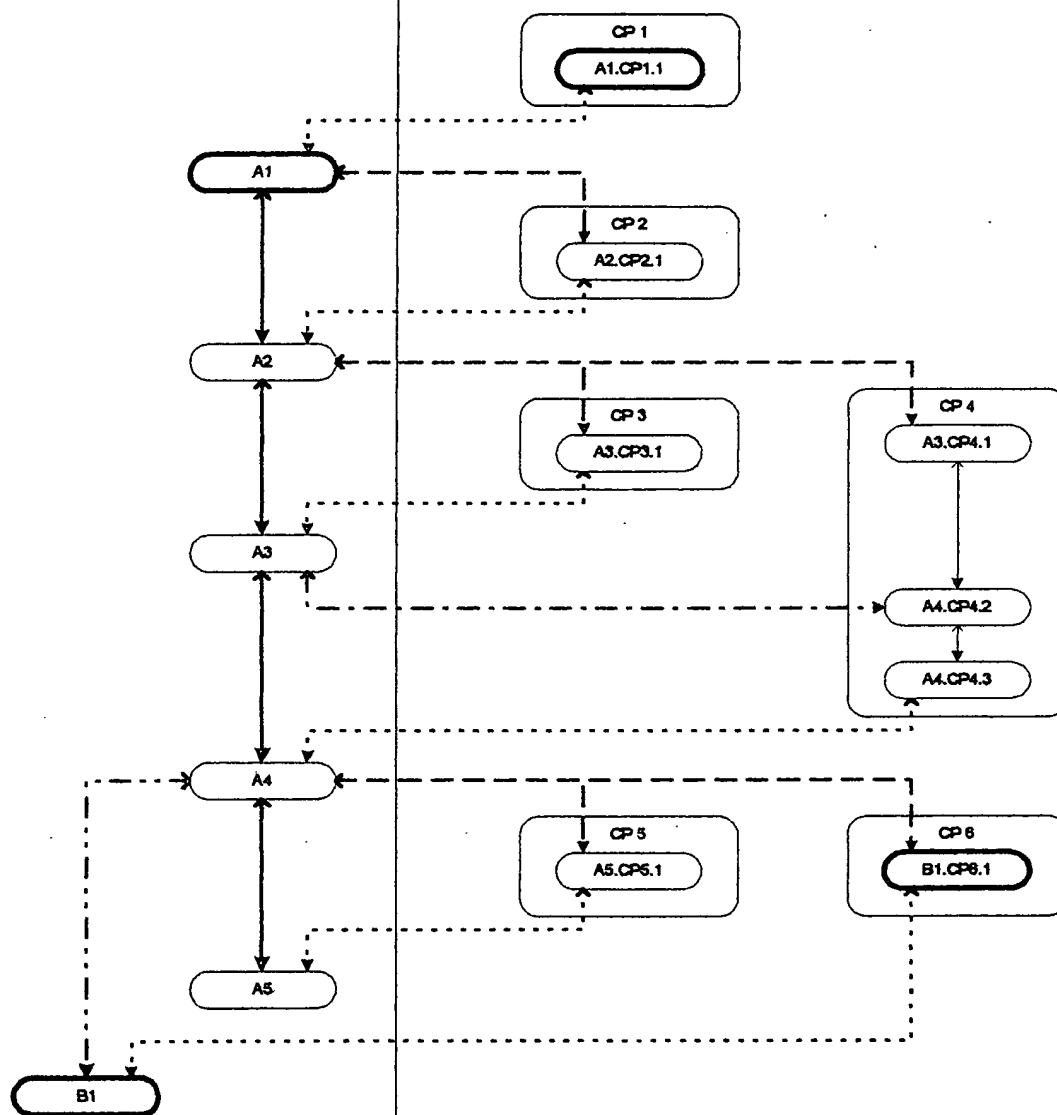 CP 1
A1.CP1.1
A1
CP 2
A2.CP2.1
A2
CP 3
A3.CP3.1
CP 4
A3.CP4.1
A3
A4.CP4.2
A4.CP4.3
A4
CP 5
A5.CP5.1
CP 6
B1.CP6.1
A5
B1